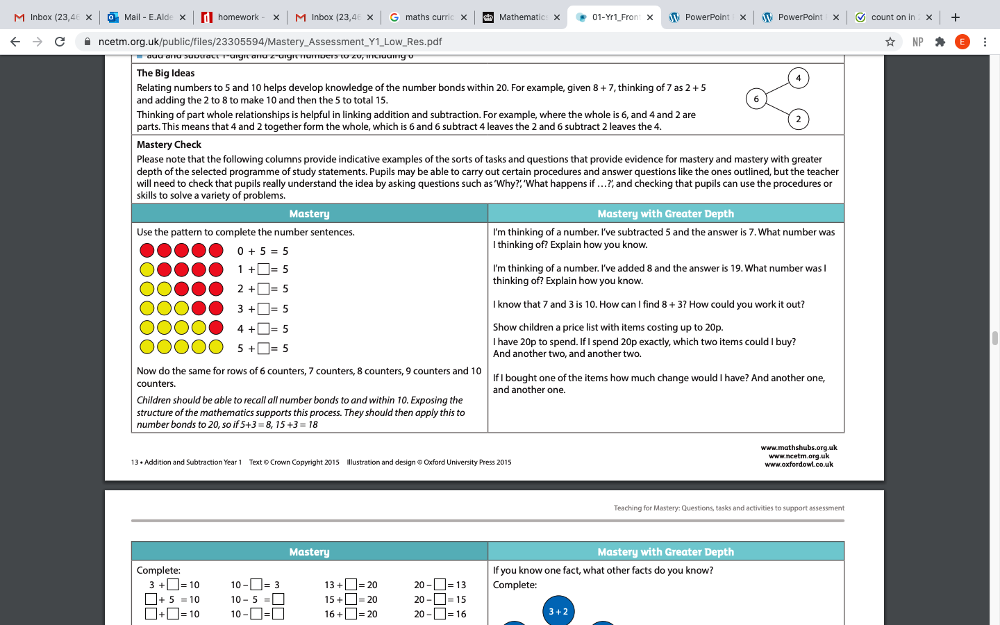 Inbox (23,46
Mail - E.Alde
homework -
Inbox (23,46
maths curric
Mathematics
01-Yr1_Front
PowerPoint
PowerPoint
count on in 2
ncetm.org.uk/public/files/23305594/Mastery_Assessment_Y1_Low_Res.pdf
NP
E
add and subtract 1-digit and 2-digit numbers to 20, including 0
The Big Ideas
Relating numbers to 5 and 10 helps develop knowledge of the number bonds within 20. For example, given 8 + 7, thinking of 7 as 2 + 5
and adding the 2 to 8 to make 10 and then the 5 to total 15.
Thinking of part whole relationships is helpful in linking addition and subtraction. For example, where the whole is 6, and 4 and 2 are
parts. This means that 4 and 2 together form the whole, which is 6 and 6 subtract 4 leaves the 2 and 6 subtract 2 leaves the 4.
4
6
2
Mastery Check
Please note that the following columns provide indicative examples of the sorts of tasks and questions that provide evidence for mastery and mastery with greater
depth of the selected programme of study statements. Pupils may be able to carry out certain procedures and answer questions like the ones outlined, but the teacher
will need to check that pupils really understand the idea by asking questions such as ‘Why?’, ‘What happens if …?’, and checking that pupils can use the procedures or
skills to solve a variety of problems.
Mastery
Use the pattern to complete the number sentences.
0 + 5 = 5
1 + □ = 5
2 + □ = 5
3 + □ = 5
4 + □ = 5
5 + □ = 5
Now do the same for rows of 6 counters, 7 counters, 8 counters, 9 counters and 10
counters.
Children should be able to recall all number bonds to and within 10. Exposing the
structure of the mathematics supports this process. They should then apply this to
number bonds to 20, so if 5+3 = 8, 15 +3 = 18
Mastery with Greater Depth
I’m thinking of a number. I’ve subtracted 5 and the answer is 7. What number was
I thinking of? Explain how you know.
I’m thinking of a number. I’ve added 8 and the answer is 19. What number was I
thinking of? Explain how you know.
I know that 7 and 3 is 10. How can I find 8 + 3? How could you work it out?
Show children a price list with items costing up to 20p.
I have 20p to spend. If I spend 20p exactly, which two items could I buy?
And another two, and another two.
If I bought one of the items how much change would I have? And another one,
and another one.
13 • Addition and Subtraction Year 1 Text © Crown Copyright 2015 Illustration and design © Oxford University Press 2015
www.mathshubs.org.uk
www.ncetm.org.uk
www.oxfordowl.co.uk
Teaching for Mastery: Questions, tasks and activities to support assessment
Mastery
Complete:
3 + □ = 10 10 – □ = 3 13 + □ = 20 20 – □ = 13
□ + 5 = 10 10 – 5 = □ 15 + □ = 20 20 – □ = 15
□ + □ = 10 10 – □ = □ 16 + □ = 20 20 – □ = 16
Mastery with Greater Depth
If you know one fact, what other facts do you know?
Complete:
3 + 2